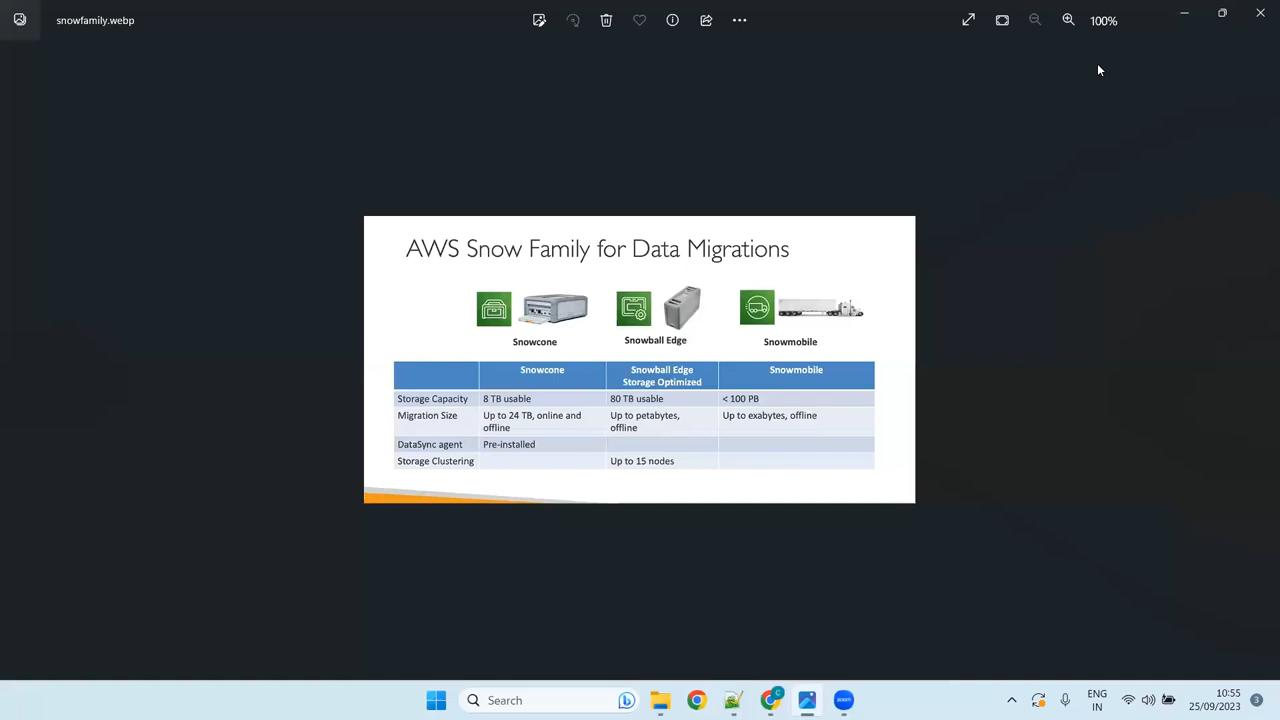 snowfamily.webp
100%
AWS Snow Family for Data Migrations
Snowcone
Snowball Edge
Snowmobile
Snowcone
Snowball Edge
Storage Optimized
Snowmobile
Storage Capacity
8 TB usable
80 TB usable
< 100 PB
Migration Size
Up to 24 TB, online and
offline
Up to petabytes,
offline
Up to exabytes, offline
DataSync agent
Pre-installed
Storage Clustering
Up to 15 nodes
Search
C
zoom
ENG
IN
10:55
25/09/2023
3